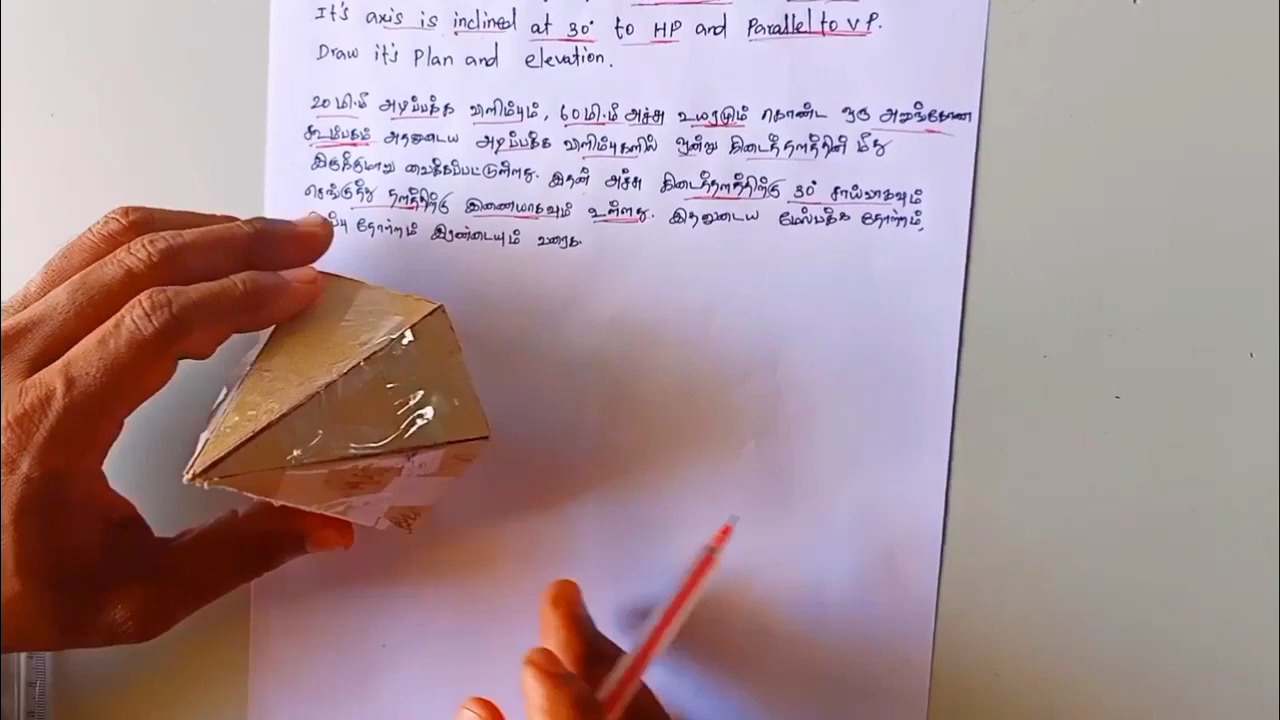 It's axis is inclined at 30° to HP and Parallel to VP.
Draw it's Plan and elevation.
20 மி.மீ அடிப்பக்க விளிம்பும், 60 மி.மீ அச்சு உயரமும் கொண்ட ஒரு அறுங்கோண
கூம்பகம் அதனுடைய அடிப்பக்க விளிம்புகளில் ஒன்று கிடைத்தளத்தின் மீது
இருக்குமாறு வைக்கப்பட்டுள்ளது. இதன் அச்சு கிடைத்தளத்திற்கு 30° சாய்வாகவும்
செங்குத்து தளத்திற்கு இணையாகவும் உள்ளது. இதனுடைய மேல்பக்க தோற்றம்,
தோற்றம் இரண்டையும் வரைக.